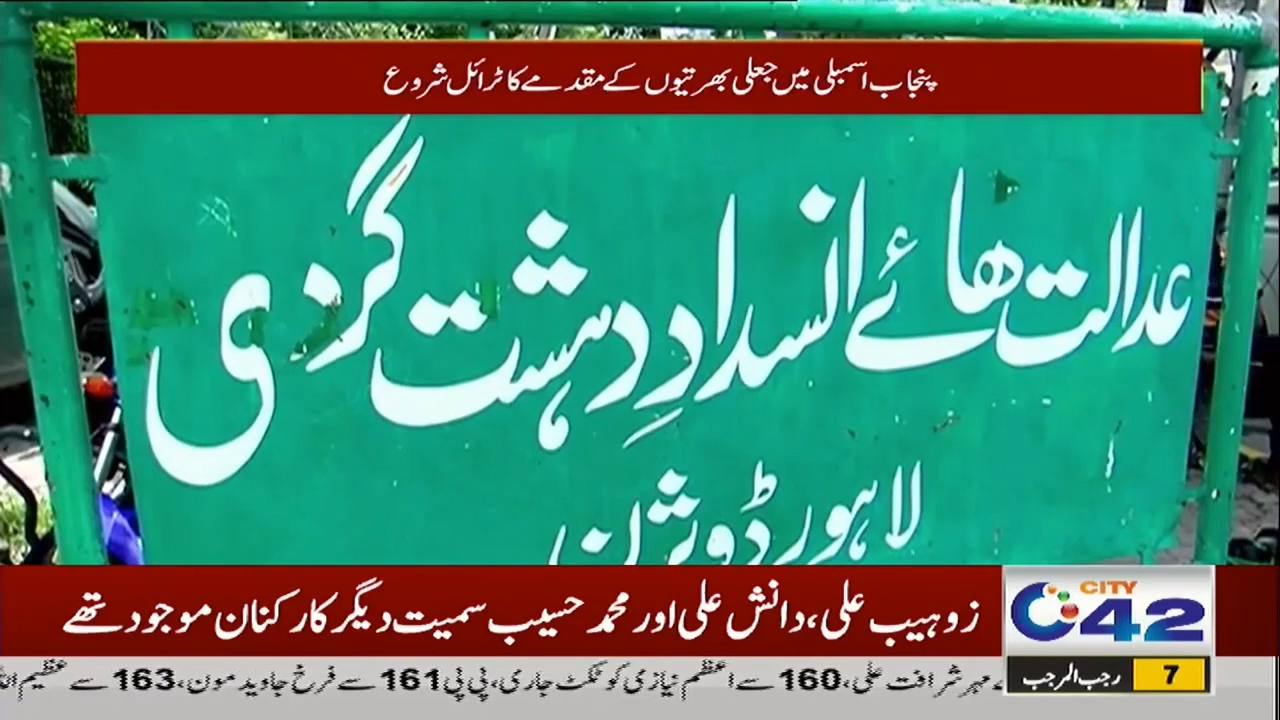 پنجاب اسمبلی میں جعلی بھرتیوں کے مقدمے کا ٹرائل شروع
عدالت ھائے انسدادِ دہشت گردی
لاہور ڈویژن
زوہیب علی، دانش علی اور محمد حسیب سمیت دیگر کارکنان موجود تھے
CITY
42
مہر شرافت علی، 160 سے اعظم نیازی کو ٹکٹ جاری، پی پی 161 سے فرخ جاوید مون، 163 سے عظیم
رجب المرجب 7